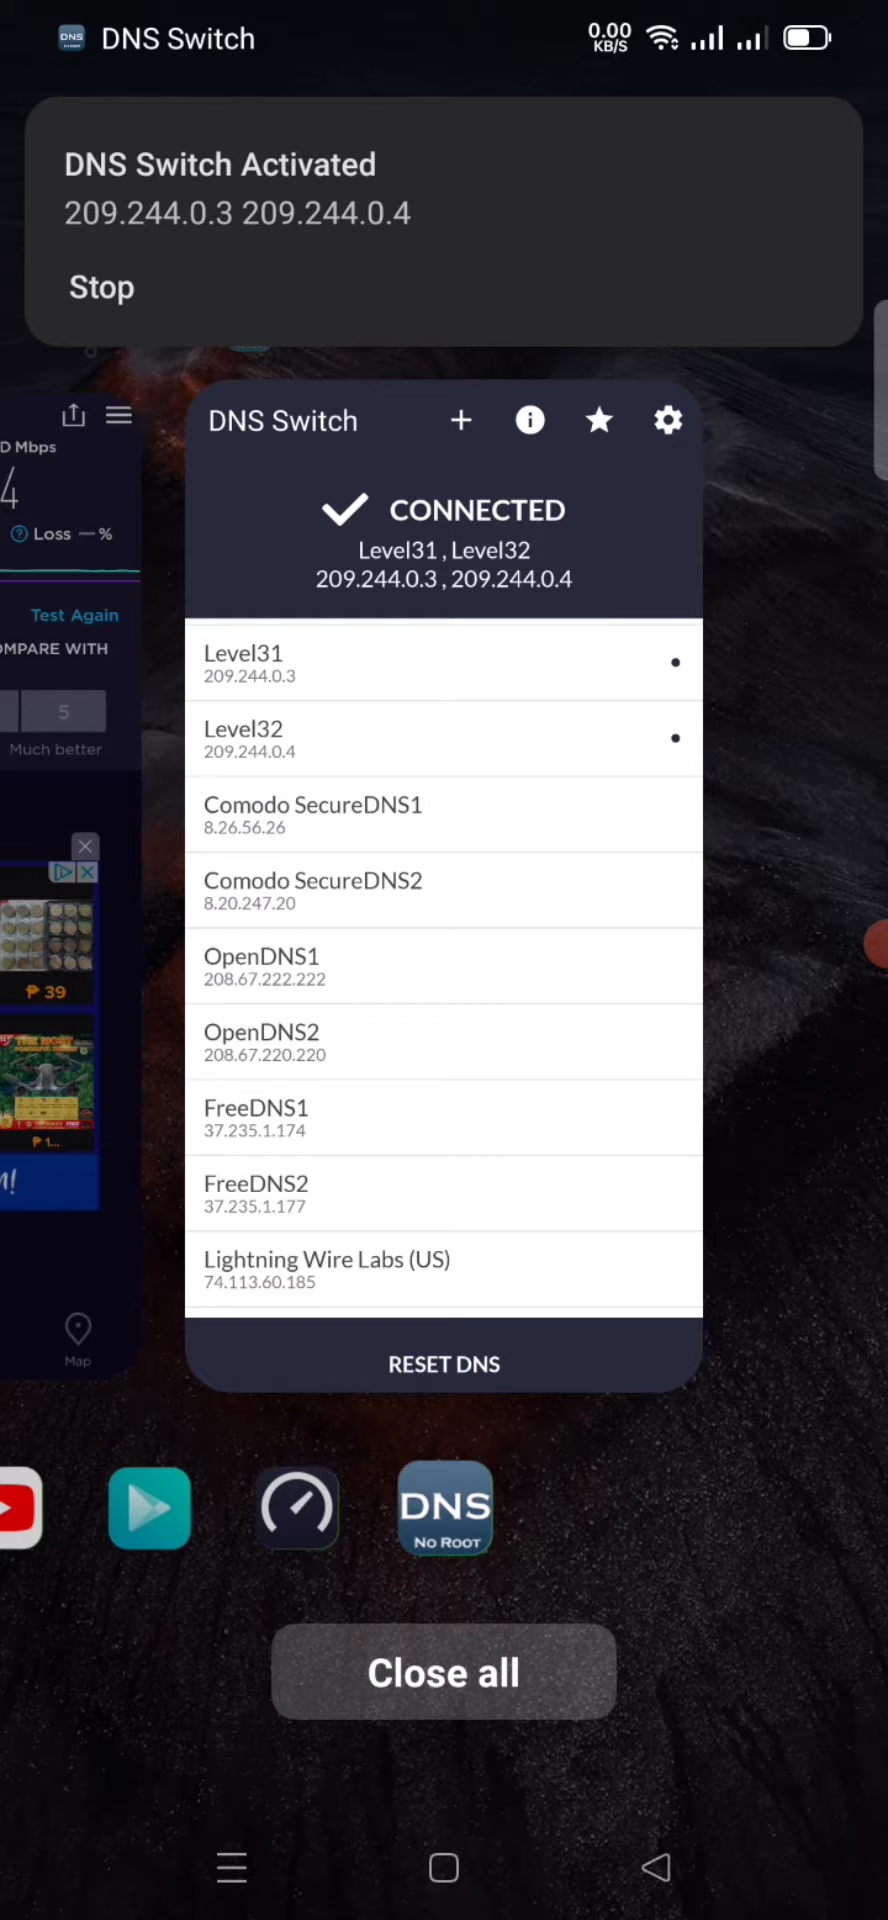 DNS Switch
0.00
KB/S
DNS Switch Activated
209.244.0.3 209.244.0.4
Stop
D Mbps
4
Loss — %
Test Again
OMPARE WITH
5
Much better
₱ 39
₱ 1...
n!
Map
DNS Switch
CONNECTED
Level31 , Level32
209.244.0.3 , 209.244.0.4
Level31
209.244.0.3
Level32
209.244.0.4
Comodo SecureDNS1
8.26.56.26
Comodo SecureDNS2
8.20.247.20
OpenDNS1
208.67.222.222
OpenDNS2
208.67.220.220
FreeDNS1
37.235.1.174
FreeDNS2
37.235.1.177
Lightning Wire Labs (US)
74.113.60.185
RESET DNS
DNS
NO ROOT
Close all